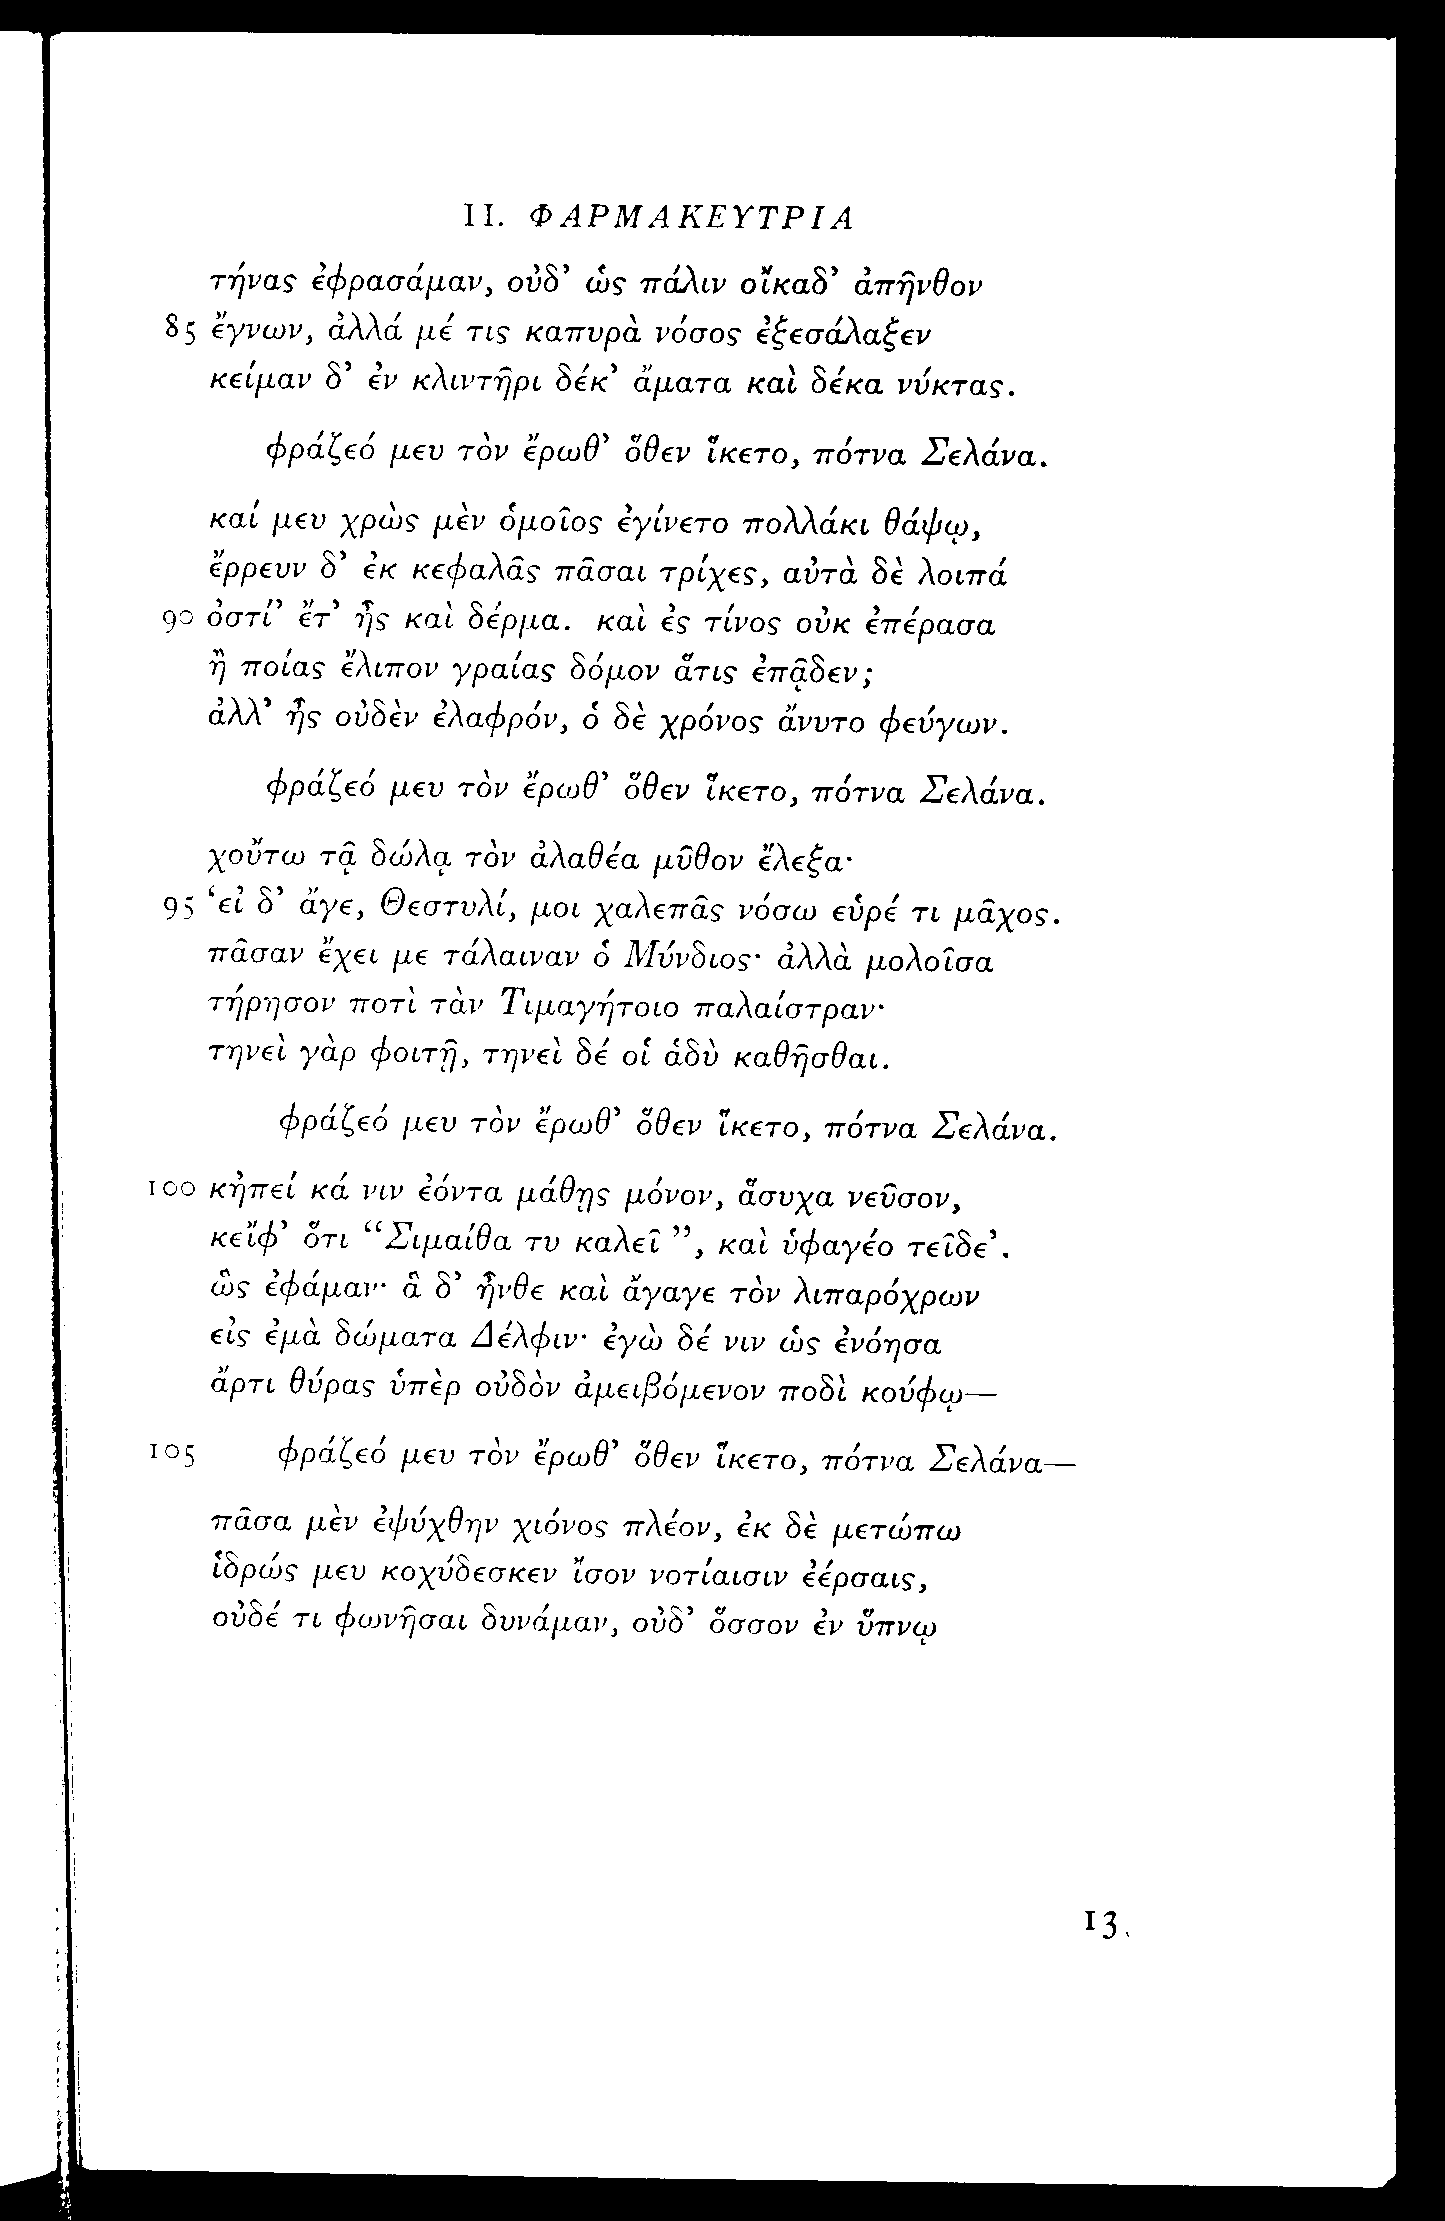 II. ΦΑΡΜΑΚΕΥΤΡΙΑ
τήνας ἐφρασάμαν, οὐδ’ ὡς πάλιν οἴκαδ’ ἀπῆνθον
85 ἔγνων, ἀλλά μέ τις καπυρὰ νόσος ἐξεσάλαξεν
κείμαν δ’ ἐν κλιντῆρι δέκ’ ἄματα καὶ δέκα νύκτας.
φράζεό μευ τὸν ἔρωθ’ ὅθεν ἵκετο, πότνα Σελάνα.
καί μευ χρὼς μὲν ὁμοῖος ἐγίνετο πολλάκι θάψῳ,
ἔρρευν δ’ ἐκ κεφαλᾶς πᾶσαι τρίχες, αὐτὰ δὲ λοιπά
90 ὀστί’ ἔτ’ ἦς καὶ δέρμα. καὶ ἐς τίνος οὐκ ἐπέρασα
ἢ ποίας ἔλιπον γραίας δόμον ἅτις ἐπᾷδεν;
ἀλλ’ ἦς οὐδὲν ἐλαφρόν, ὁ δὲ χρόνος ἄνυτο φεύγων.
φράζεό μευ τὸν ἔρωθ’ ὅθεν ἵκετο, πότνα Σελάνα.
χοὔτω τᾷ δώλᾳ τὸν ἀλαθέα μῦθον ἔλεξα·
95 ‘εἰ δ’ ἄγε, Θεστυλί, μοι χαλεπᾶς νόσω εὑρέ τι μᾶχος.
πᾶσαν ἔχει με τάλαιναν ὁ Μύνδιος· ἀλλὰ μολοῖσα
τήρησον ποτὶ τὰν Τιμαγήτοιο παλαίστραν·
τηνεὶ γὰρ φοιτῇ, τηνεὶ δέ οἱ ἁδὺ καθῆσθαι.
φράζεό μευ τὸν ἔρωθ’ ὅθεν ἵκετο, πότνα Σελάνα.
100 κἠπεί κά νιν ἐόντα μάθῃς μόνον, ἅσυχα νεῦσον,
κεἴφ’ ὅτι “Σιμαίθα τυ καλεῖ”, καὶ ὑφαγέο τεῖδε’.
ὣς ἐφάμαν· ἃ δ’ ἦνθε καὶ ἄγαγε τὸν λιπαρόχρων
εἰς ἐμὰ δώματα Δέλφιν· ἐγὼ δέ νιν ὡς ἐνόησα
ἄρτι θύρας ὑπὲρ οὐδὸν ἀμειβόμενον ποδὶ κούφῳ—
105 φράζεό μευ τὸν ἔρωθ’ ὅθεν ἵκετο, πότνα Σελάνα—
πᾶσα μὲν ἐψύχθην χιόνος πλέον, ἐκ δὲ μετώπω
ἱδρώς μευ κοχύδεσκεν ἴσον νοτίαισιν ἐέρσαις,
οὐδέ τι φωνῆσαι δυνάμαν, οὐδ’ ὅσσον ἐν ὕπνῳ
13